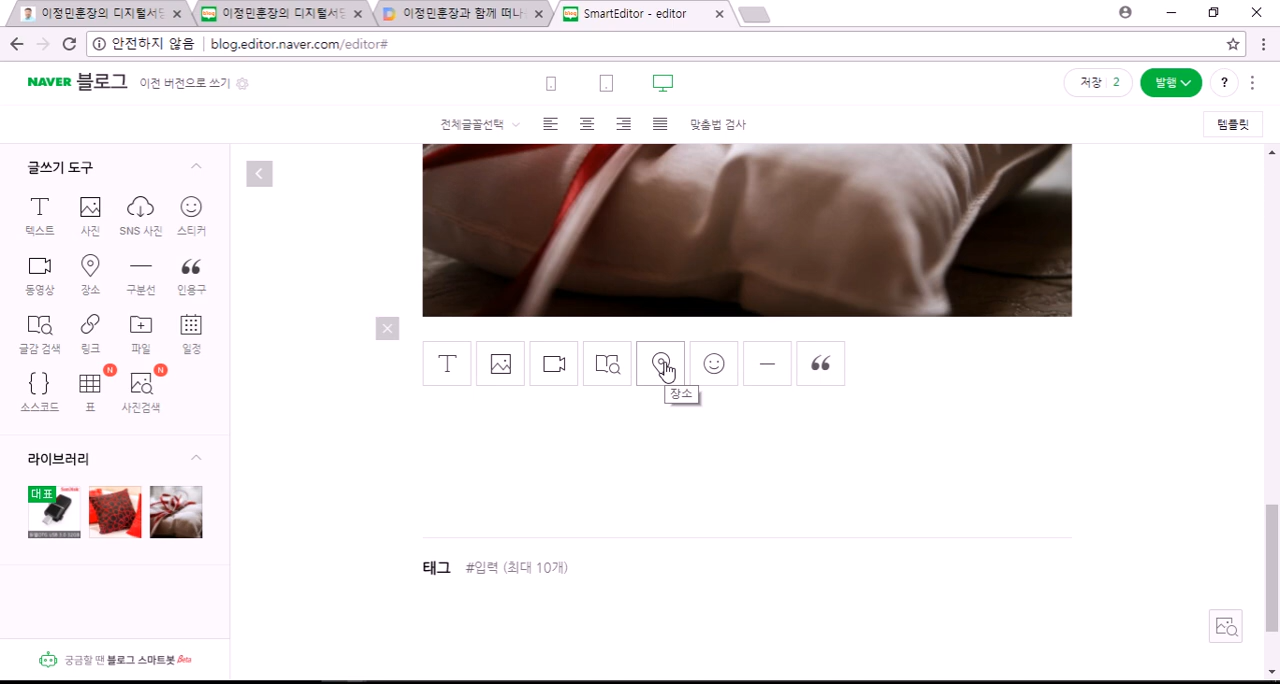 이정민훈장의 디지털서당
이정민훈장의 디지털서당
이정민훈장과 함께 떠나
SmartEditor - editor
안전하지 않음
blog.editor.naver.com/editor#
NAVER 블로그
이전 버전으로 쓰기
저장 2
발행
?
전체글꼴선택
맞춤법 검사
템플릿
글쓰기 도구
텍스트
사진
SNS 사진
스티커
동영상
장소
구분선
인용구
글감 검색
링크
파일
일정
N
N
소스코드
표
사진검색
장소
라이브러리
대표
SanDisk
태그
#입력 (최대 10개)
궁금할 땐 블로그 스마트봇 Beta